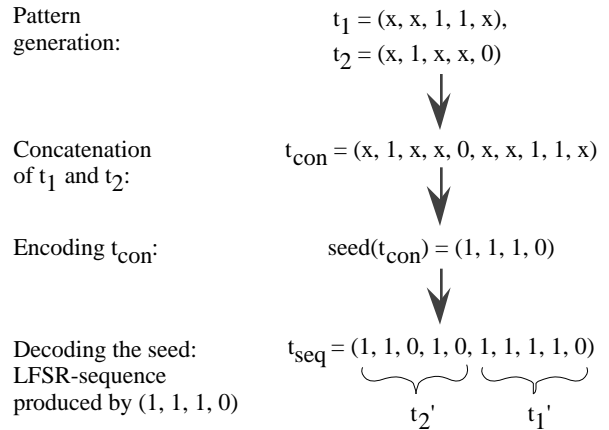 Pattern
generation:
t1 = (x, x, 1, 1, x),
t2 = (x, 1, x, x, 0)
Concatenation
of t1 and t2:
tcon = (x, 1, x, x, 0, x, x, 1, 1, x)
Encoding tcon:
seed(tcon) = (1, 1, 1, 0)
Decoding the seed:
LFSR-sequence
produced by (1, 1, 1, 0)
tseq = (1, 1, 0, 1, 0, 1, 1, 1, 1, 0)
t2' t1'